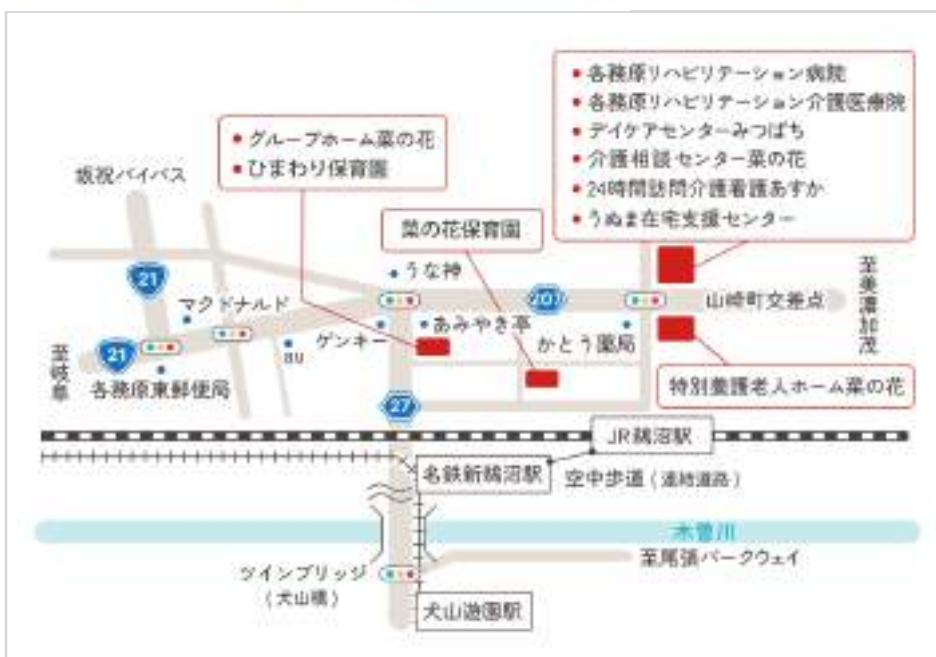 • 各務原リハビリテーション病院
• 各務原リハビリテーション介護医療院
• デイケアセンターみつばち
• 介護相談センター菜の花
• 24時間訪問介護看護あすか
• うぬま在宅支援センター
• グループホーム菜の花
• ひまわり保育園
坂祝バイパス
菜の花保育園
うな神
至美濃加茂
21
207
山崎町交差点
マクドナルド
ゲンキー
あみやき亭
かとう薬局
au
21
至岐阜
各務原東郵便局
特別養護老人ホーム菜の花
27
JR鵜沼駅
名鉄新鵜沼駅
空中歩道(連絡通路)
木曽川
至尾張パークウェイ
ツインブリッジ
(犬山橋)
犬山遊園駅